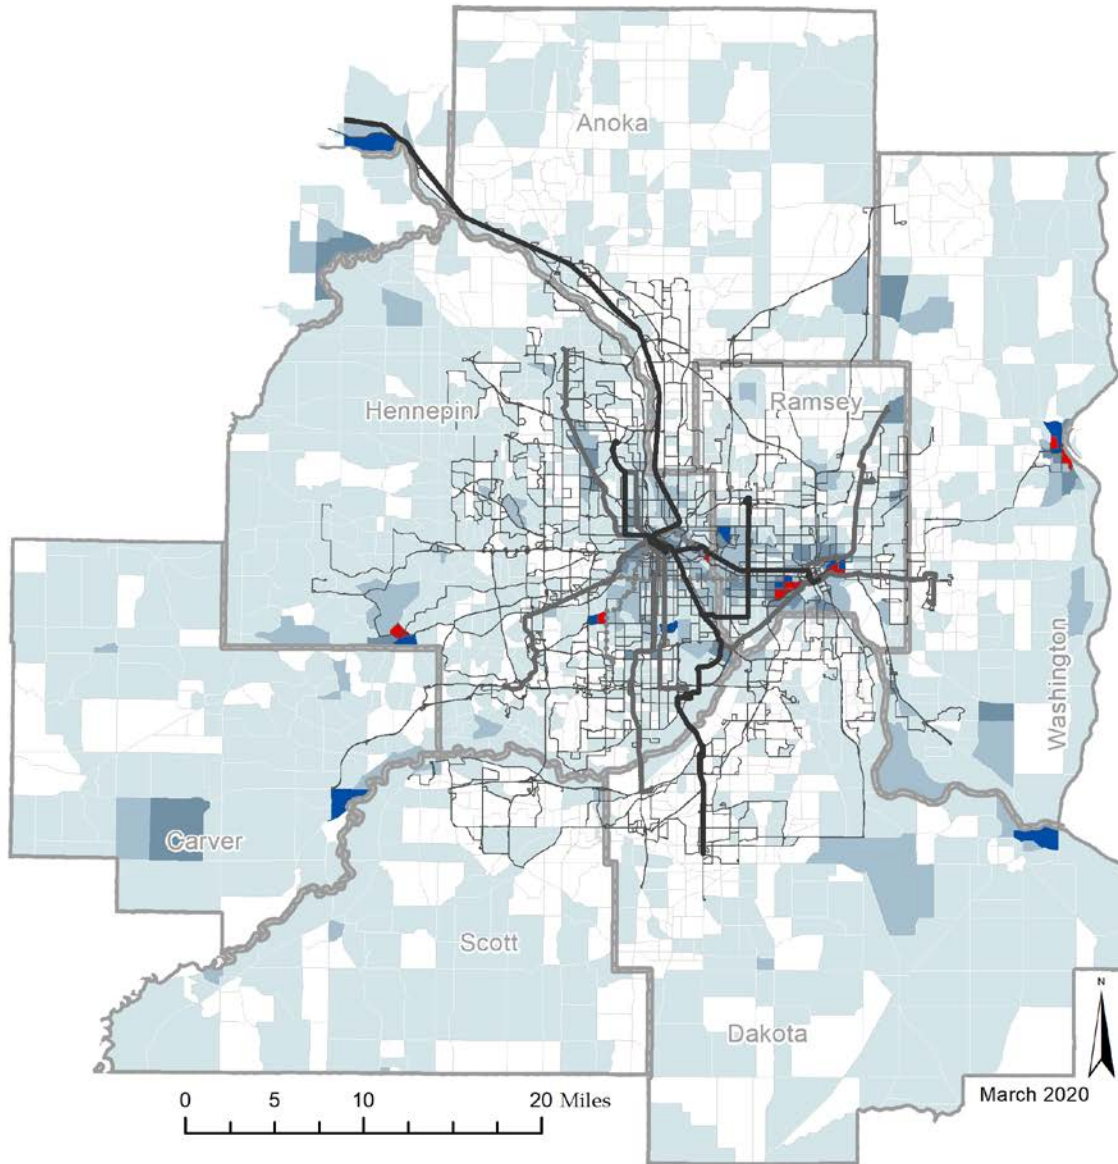 Anoka
Hennepin
Ramsey
Washington
Carver
Scott
Dakota
N
0 5 10 20 Miles
March 2020